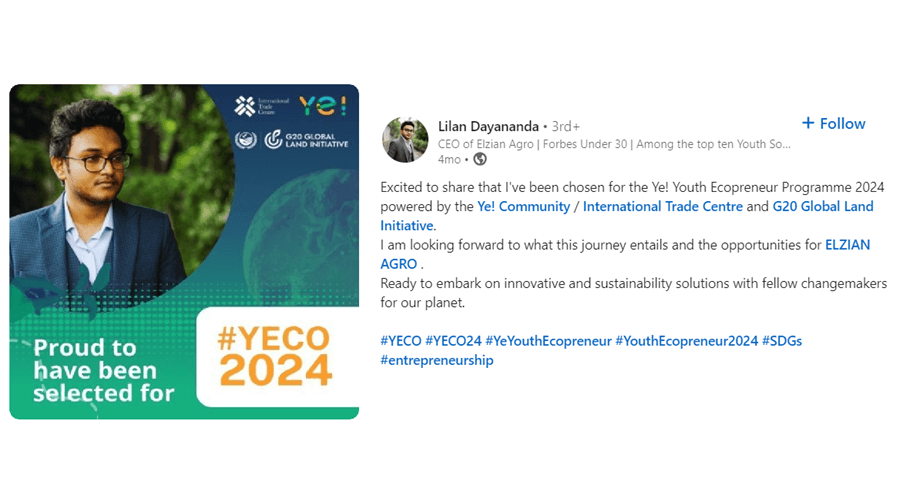 International
Trade
Centre
Ye!
G20 GLOBAL
LAND INITIATIVE
Proud to
have been
selected for
#YECO
2024
Lilan Dayananda • 3rd+
+ Follow
CEO of Elzian Agro | Forbes Under 30 | Among the top ten Youth So...
4mo •
Excited to share that I've been chosen for the Ye! Youth Ecopreneur Programme 2024
powered by the Ye! Community / International Trade Centre and G20 Global Land
Initiative.
I am looking forward to what this journey entails and the opportunities for ELZIAN
AGRO .
Ready to embark on innovative and sustainability solutions with fellow changemakers
for our planet.
#YECO #YECO24 #YeYouthEcopreneur #YouthEcopreneur2024 #SDGs
#entrepreneurship